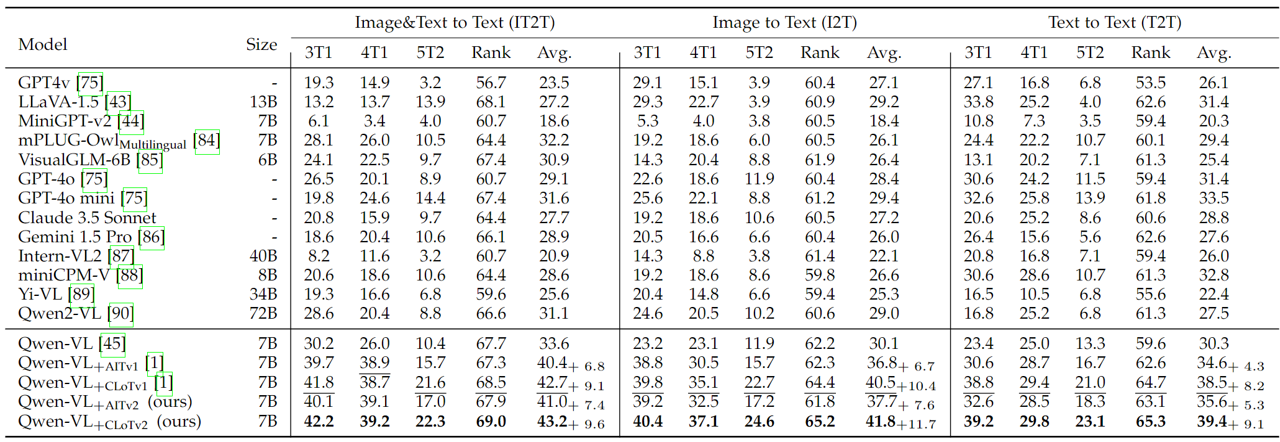 Image&Text to Text (IT2T) Image to Text (I2T) Text to Text (T2T)
Model Size
3T1 4T1 5T2 Rank Avg. 3T1 4T1 5T2 Rank Avg. 3T1 4T1 5T2 Rank Avg.
GPT4v [75] - 19.3 14.9 3.2 56.7 23.5 29.1 15.1 3.9 60.4 27.1 27.1 16.8 6.8 53.5 26.1
LLaVA-1.5 [43] 13B 13.2 13.7 13.9 68.1 27.2 29.3 22.7 3.9 60.9 29.2 33.8 25.2 4.0 62.6 31.4
MiniGPT-v2 [44] 7B 6.1 3.4 4.0 60.7 18.6 5.3 4.0 3.8 60.5 18.4 10.8 7.3 3.5 59.4 20.3
mPLUG-OwlMultilingual [84] 7B 28.1 26.0 10.5 64.4 32.2 19.2 18.6 6.0 60.5 26.1 24.4 22.2 10.7 60.1 29.4
VisualGLM-6B [85] 6B 24.1 22.5 9.7 67.4 30.9 14.3 20.4 8.8 61.9 26.4 13.1 20.2 7.1 61.3 25.4
GPT-4o [75] - 26.5 20.1 8.9 60.7 29.1 22.6 18.6 11.9 60.4 28.4 30.6 24.2 11.5 59.4 31.4
GPT-4o mini [75] - 19.8 24.6 14.4 67.4 31.6 25.6 22.1 8.8 61.2 29.4 32.6 25.8 13.9 61.8 33.5
Claude 3.5 Sonnet - 20.8 15.9 9.7 64.4 27.7 19.2 18.6 10.6 60.5 27.2 20.6 25.2 8.6 60.6 28.8
Gemini 1.5 Pro [86] - 18.6 20.4 10.6 66.1 28.9 20.5 16.6 6.6 60.4 26.0 26.4 15.6 5.6 62.6 27.6
Intern-VL2 [87] 40B 8.2 11.6 3.2 60.7 20.9 14.3 8.8 3.8 61.4 22.1 20.8 16.8 7.1 59.4 26.0
miniCPM-V [88] 8B 20.6 18.6 10.6 64.4 28.6 19.2 18.6 8.6 59.8 26.6 30.6 28.6 10.7 61.3 32.8
Yi-VL [89] 34B 19.3 16.6 6.8 59.6 25.6 20.4 14.8 6.6 59.4 25.3 16.5 10.5 6.8 55.6 22.4
Qwen2-VL [90] 72B 28.6 20.4 8.8 66.6 31.1 24.6 20.5 10.2 60.6 29.0 16.8 25.2 6.8 61.3 27.5
Qwen-VL [45] 7B 30.2 26.0 10.4 67.7 33.6 23.2 23.1 11.9 62.2 30.1 19.4 25.0 13.3 59.6 30.3
Qwen-VL+AITv1 [1] 7B 39.7 38.9 15.7 67.3 40.4+ 6.8 38.8 30.5 15.7 62.3 36.8+ 6.7 30.6 28.7 16.7 62.6 34.6+ 4.3
Qwen-VL+CLoTv1 [1] 7B 41.8 38.7 21.6 68.5 42.7+ 9.1 39.8 35.1 22.7 64.4 40.5+10.4 38.8 29.4 21.0 64.7 38.5+ 8.2
Qwen-VL+AITv2 (ours) 7B 40.1 39.1 17.0 67.9 41.0+ 7.4 39.2 32.5 17.2 61.8 37.7+ 7.6 32.6 28.5 18.3 63.1 35.6+ 5.3
Qwen-VL+CLoTv2 (ours) 7B 42.2 39.2 22.3 69.0 43.2+ 9.6 40.4 37.1 24.6 65.2 41.8+11.7 39.2 29.8 23.1 65.3 39.4+ 9.1